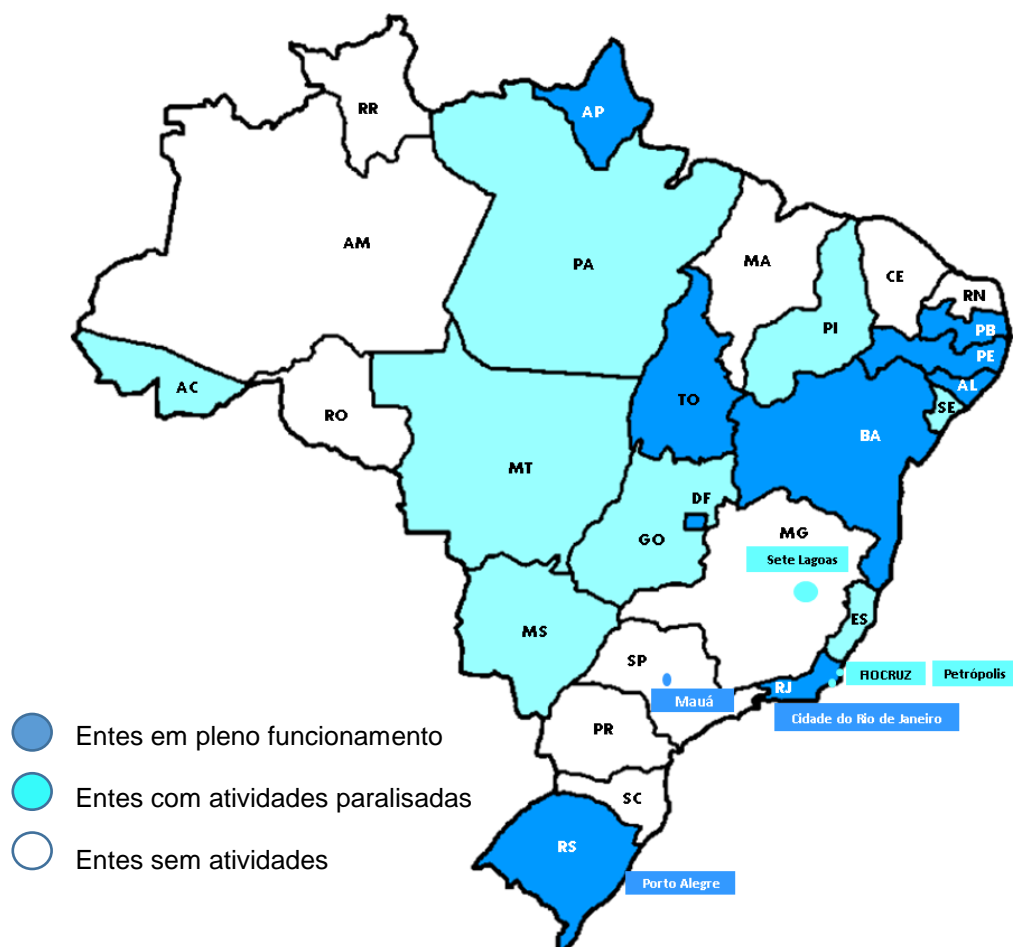 RR
AP
AM
PA
MA
CE
RN
PB
PE
AL
SE
PI
AC
TO
RO
BA
MT
DF
GO
MG
Sete Lagoas
MS
ES
SP
FIOCRUZ
Petrópolis
RJ
Mauá
Cidade do Rio de Janeiro
PR
Entes em pleno funcionamento
Entes com atividades paralisadas
SC
Entes sem atividades
RS
Porto Alegre